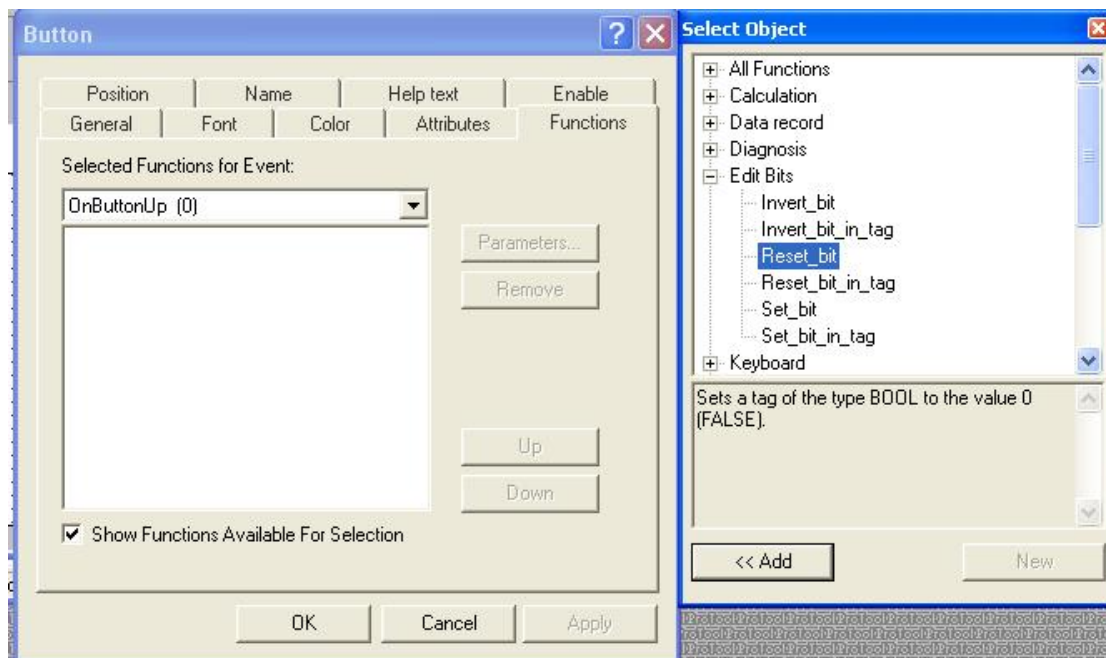 Button
Position Name Help text Enable
General Font Color Attributes Functions
Selected Functions for Event:
OnButtonUp (0)
Parameters...
Remove
Up
Down
Show Functions Available For Selection
OK Cancel Apply
Select Object
All Functions
Calculation
Data record
Diagnosis
Edit Bits
Invert_bit
Invert_bit_in_tag
Reset_bit
Reset_bit_in_tag
Set_bit
Set_bit_in_tag
Keyboard
Sets a tag of the type BOOL to the value 0
(FALSE).
<< Add New